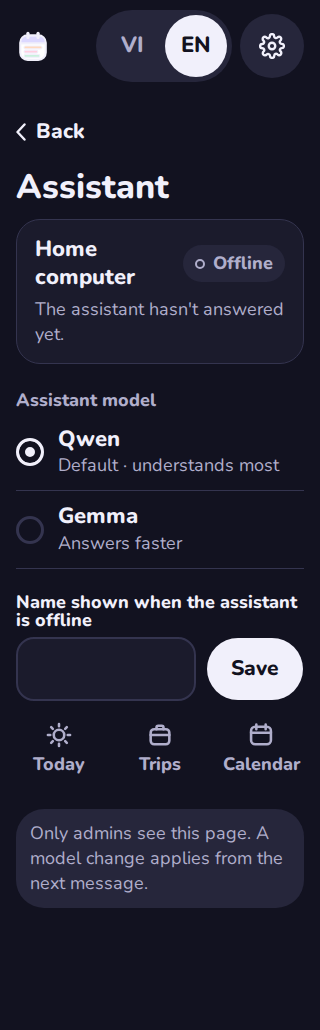 VI EN
Back
Assistant
Home
computer
Offline
The assistant hasn't answered
yet.
Assistant model
Qwen
Default · understands most
Gemma
Answers faster
Name shown when the assistant
is offline
Save
Today Trips Calendar
Only admins see this page. A
model change applies from the
next message.